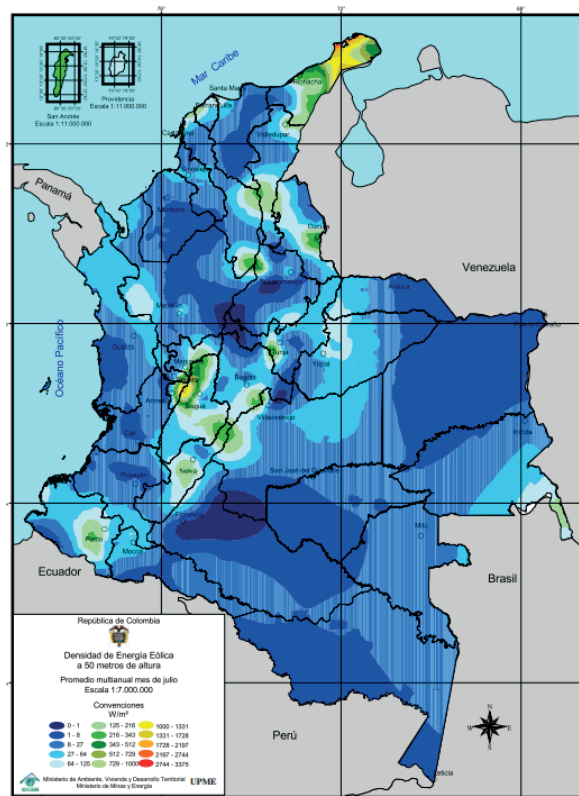 Mar Caribe
Santa Marta
Riohacha
Barranquilla
Cartagena
Valledupar
San Andrés
Escala 1:11.000.000
Providencia
Escala 1:11.000.000
Sincelejo
Panamá
Montería
Cúcuta
Venezuela
Bucaramanga
Arauca
Medellín
Puerto Carreño
Océano Pacífico
Quibdó
Tunja
Yopal
Manizales
Pereira
Bogotá
Armenia
Ibagué
Villavicencio
Inírida
Cali
Neiva
San José del Guaviare
Popayán
Florencia
Mitú
Pasto
Mocoa
Ecuador
Brasil
Perú
Leticia
República de Colombia
Densidad de Energía Eólica
a 50 metros de altura
Promedio multianual mes de julio
Escala 1:7.000.000
Convenciones
W/m²
0 - 1 125 - 216 1000 - 1331
1 - 8 216 - 343 1331 - 1728
8 - 27 343 - 512 1728 - 2197
27 - 64 512 - 729 2197 - 2744
64 - 125 729 - 1000 2744 - 3375
Ministerio de Ambiente, Vivienda y Desarrollo Territorial
Ministerio de Minas y Energía
IDEAM
UPME
N
W E
S